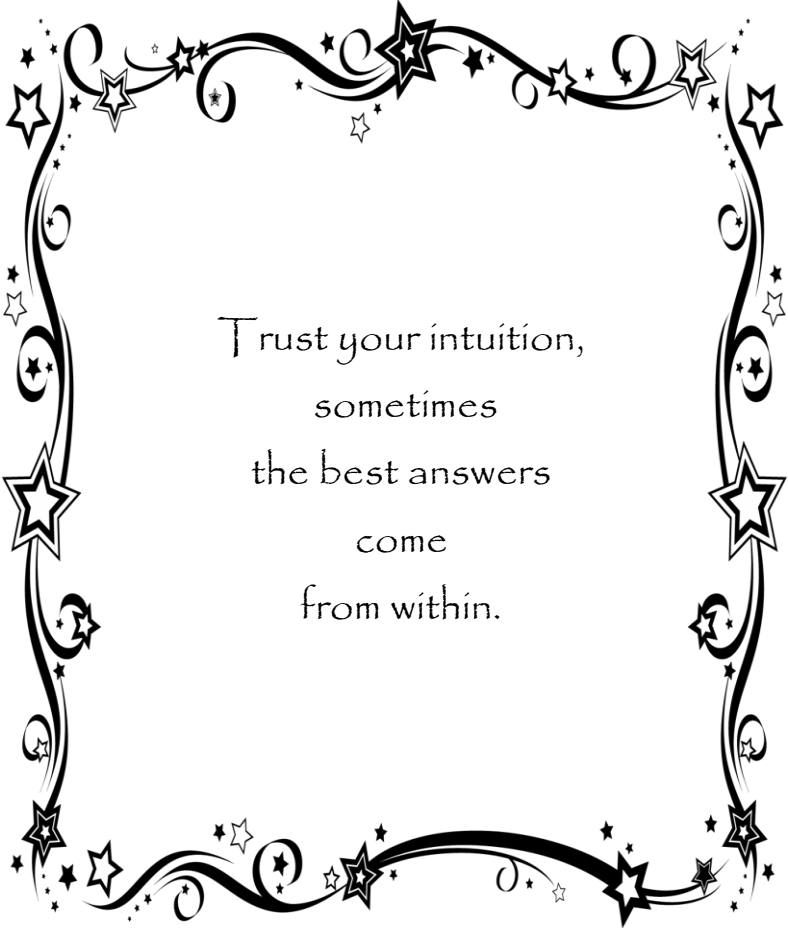 Trust your intuition,
sometimes
the best answers
come
from within.